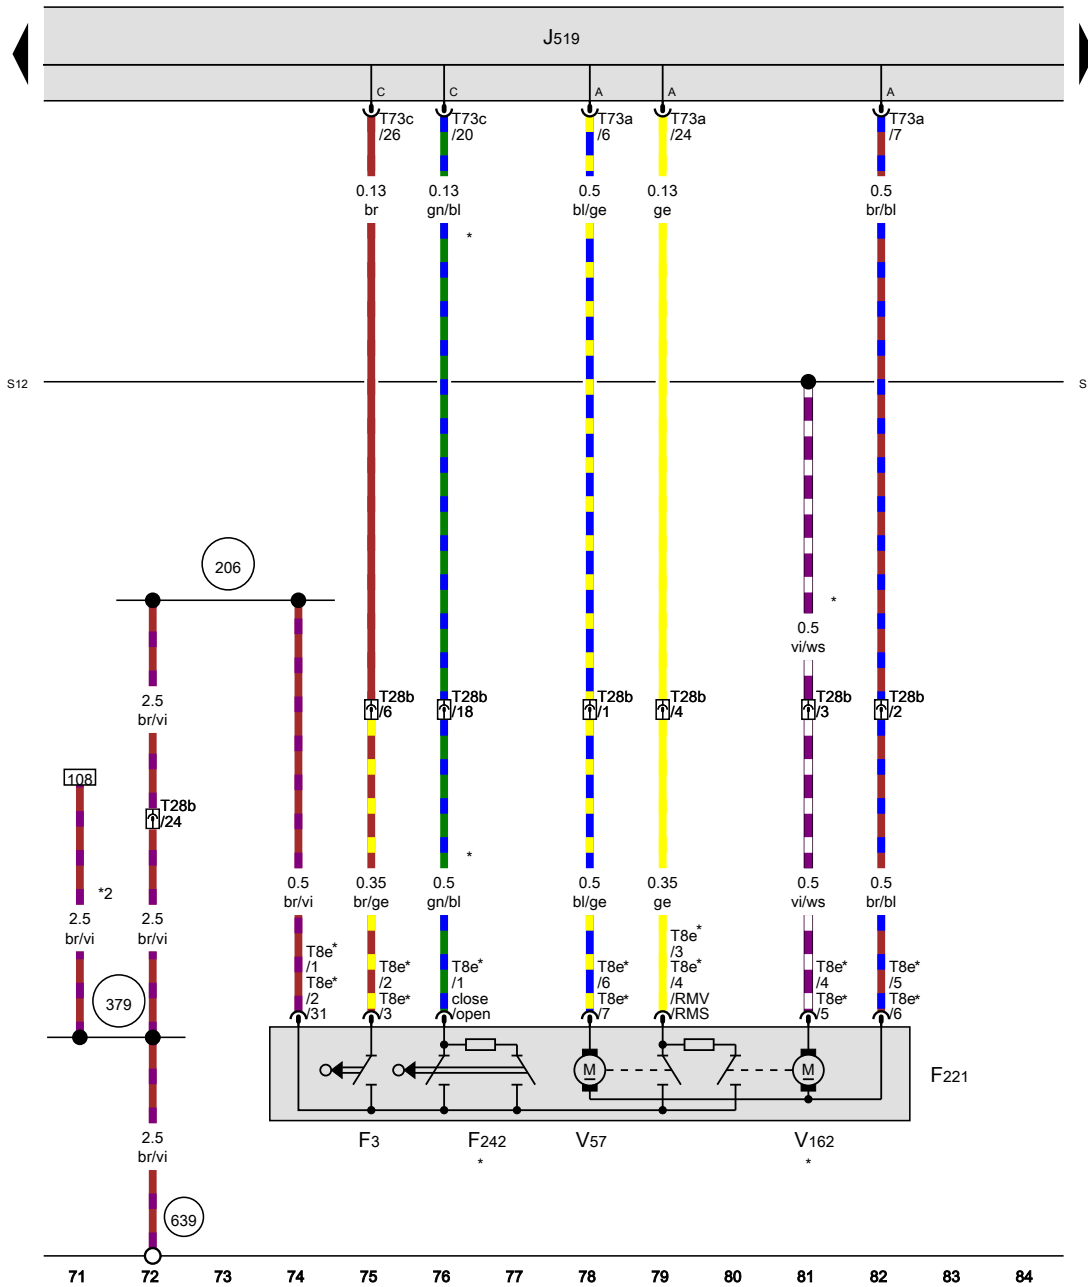 J519
C
C
A
A
A
T73c
/26
T73c
/20
T73a
/6
T73a
/24
T73a
/7
0.13
br
0.13
gn/bl
*
0.5
bl/ge
0.13
ge
0.5
br/bl
S12
S
206
*
0.5
vi/ws
2.5
br/vi
T28b
/6
T28b
/18
T28b
/1
T28b
/4
T28b
/3
T28b
/2
108
T28b
/24
*
*2
2.5
br/vi
2.5
br/vi
0.5
br/vi
0.35
br/ge
0.5
gn/bl
0.5
bl/ge
0.35
ge
0.5
vi/ws
0.5
br/bl
379
T8e*
/1
T8e*
/2
/31
T8e*
/2
T8e*
/3
T8e*
/1
close
/open
T8e*
/6
T8e*
/7
T8e*
/3
T8e*
/4
/RMV
/RMS
T8e*
/4
T8e*
/5
T8e*
/5
T8e*
/6
M
M
F221
F3
F242
*
V57
V162
*
2.5
br/vi
639
71 72 73 74 75 76 77 78 79 80 81 82 83 84